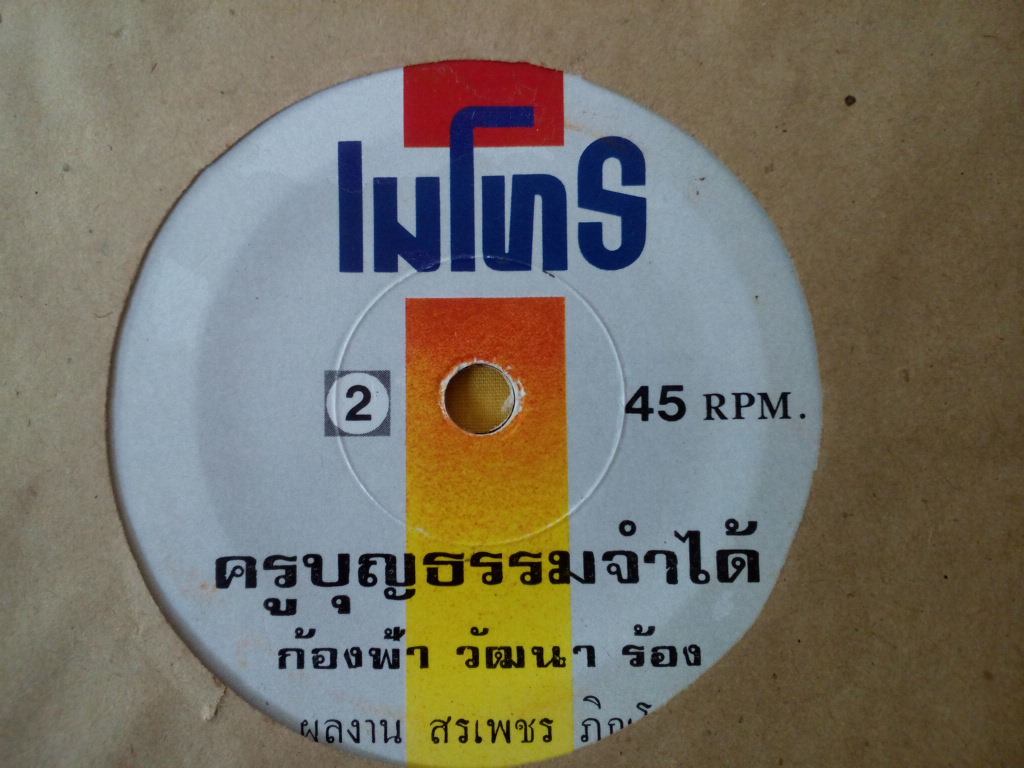 เมโทร
2
45 RPM.
ครูบุญธรรมจำได้
ก้องฟ้า วัฒนา ร้อง
ผลงาน สรเพชร